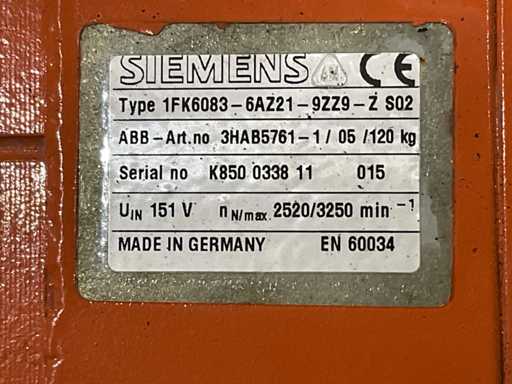 SIEMENS CE
Type 1FK6083-6AZ21-9ZZ9-Z S02
ABB-Art.no 3HAB5761-1/05/120 kg
Serial no K850 0338 11 015
UIN 151 V nN/max. 2520/3250 min -1
MADE IN GERMANY EN 60034